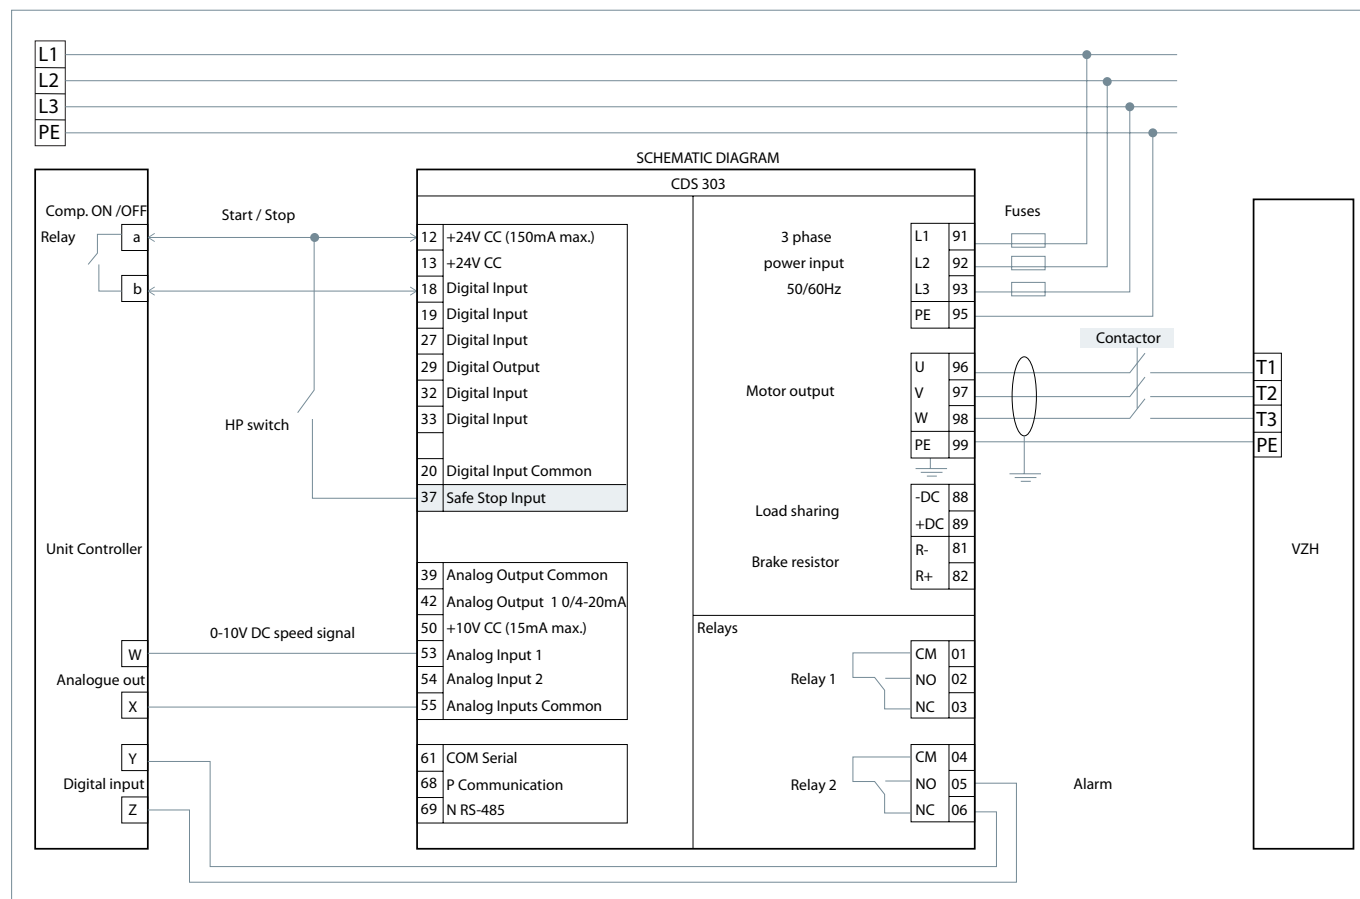 L1
L2
L3
PE
SCHEMATIC DIAGRAM
CDS 303
Comp. ON /OFF
Relay
a
b
Start / Stop
HP switch
Unit Controller
0-10V DC speed signal
W
Analogue out
X
Y
Digital input
Z
12 +24V CC (150mA max.)
13 +24V CC
18 Digital Input
19 Digital Input
27 Digital Input
29 Digital Output
32 Digital Input
33 Digital Input
20 Digital Input Common
37 Safe Stop Input
39 Analog Output Common
42 Analog Output 1 0/4-20mA
50 +10V CC (15mA max.)
53 Analog Input 1
54 Analog Input 2
55 Analog Inputs Common
61 COM Serial
68 P Communication
69 N RS-485
3 phase
power input
50/60Hz
L1 91
L2 92
L3 93
PE 95
Fuses
Motor output
U 96
V 97
W 98
PE 99
Contactor
Load sharing
-DC 88
+DC 89
Brake resistor
R- 81
R+ 82
Relays
Relay 1
CM 01
NO 02
NC 03
Relay 2
CM 04
NO 05
NC 06
Alarm
T1
T2
T3
PE
VZH